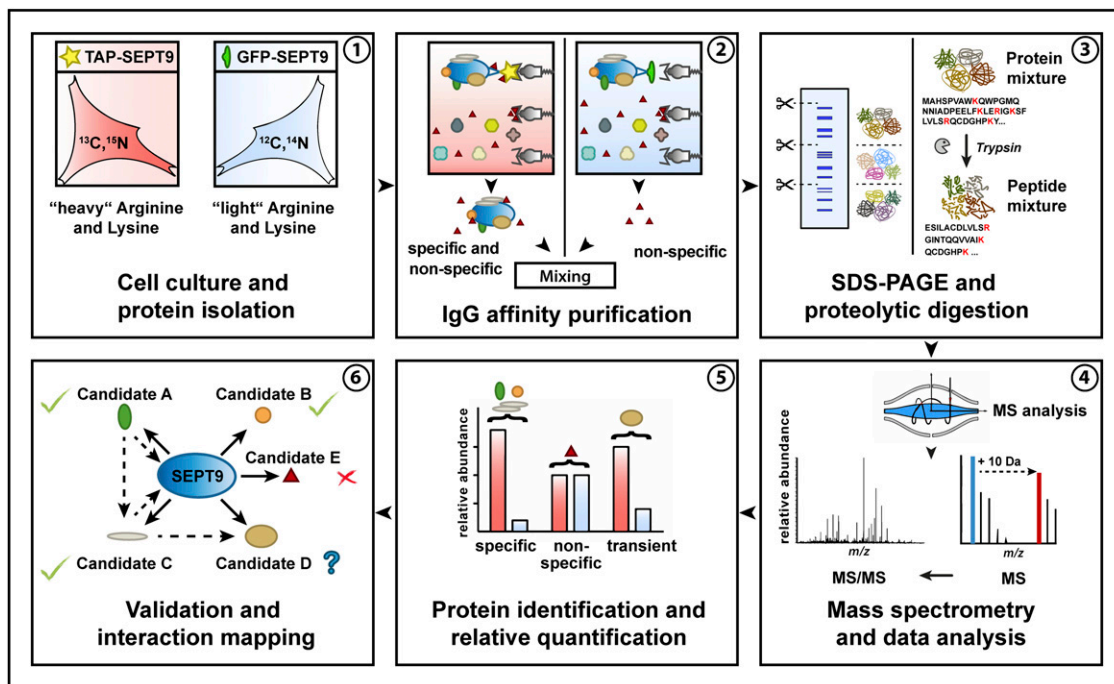 1
TAP-SEPT9
GFP-SEPT9
13C,15N
12C,14N
“heavy“ Arginine
and Lysine
“light“ Arginine
and Lysine
Cell culture and
protein isolation
2
specific and
non-specific
non-specific
Mixing
IgG affinity purification
3
Protein
mixture
MAHSPVAWKQWPGMQ
NNIADPEELFKLERIGKSF
LVLSRQCDGHPKY...
Trypsin
Peptide
mixture
ESILACDLVLSR
GINTQQVVAIK
QCDGHPK ...
SDS-PAGE and
proteolytic digestion
6
Candidate A
Candidate B
Candidate E
SEPT9
Candidate C
Candidate D
?
Validation and
interaction mapping
5
relative abundance
specific
non-
specific
transient
Protein identification and
relative quantification
4
MS analysis
+ 10 Da
relative abundance
m/z
m/z
MS/MS
MS
Mass spectrometry
and data analysis